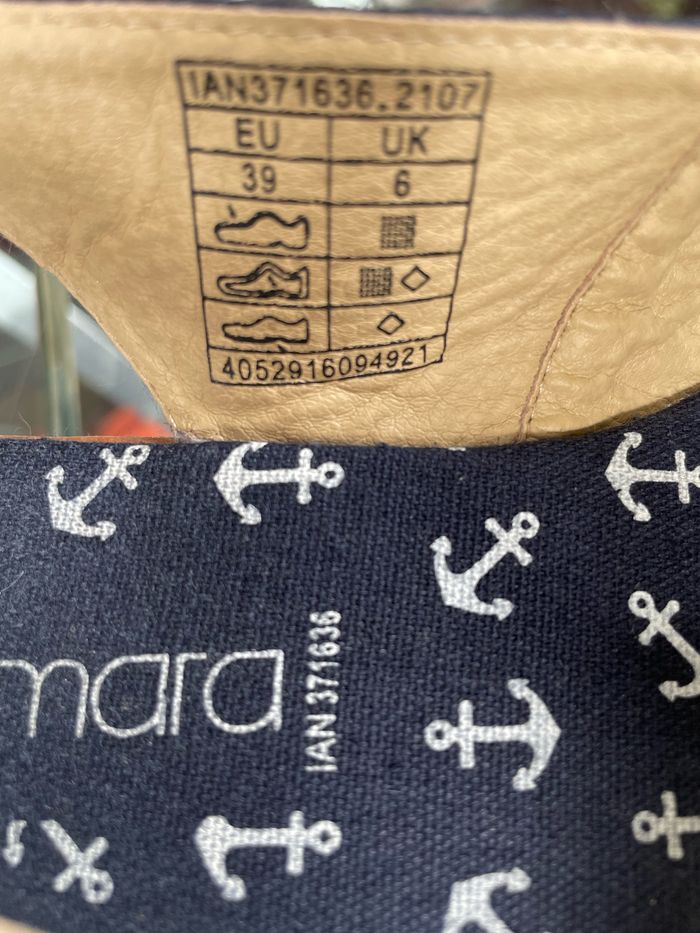 IAN371636.2107
EU UK
39 6
4052916094921
mara
IAN 371636